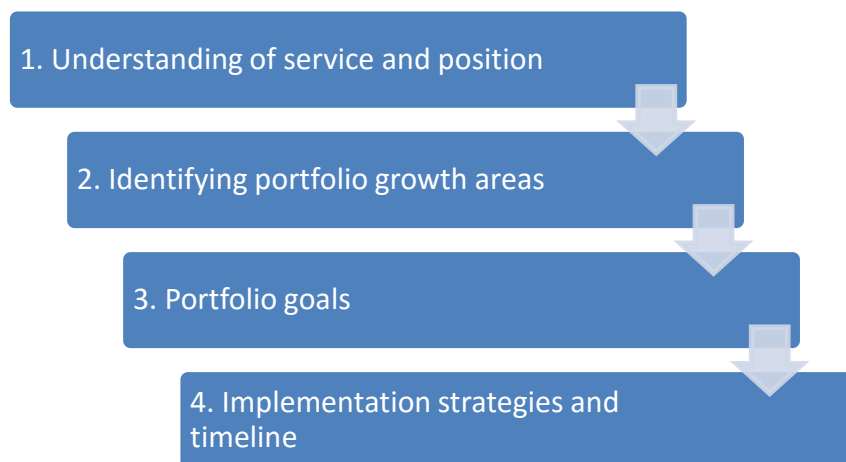 1. Understanding of service and position
2. Identifying portfolio growth areas
3. Portfolio goals
4. Implementation strategies and
timeline